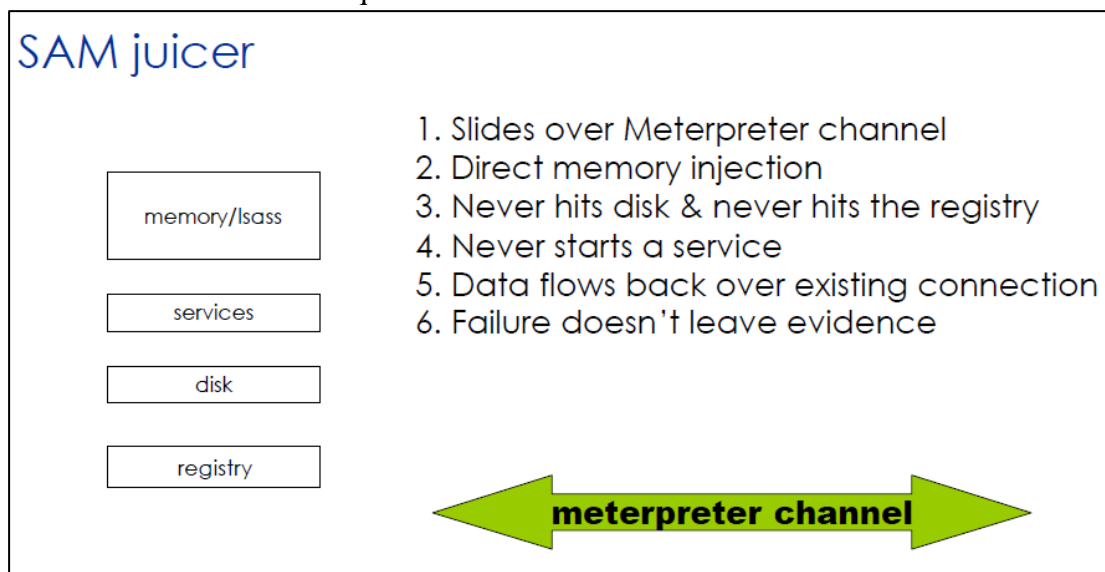 SAM juicer
1. Slides over Meterpreter channel
2. Direct memory injection
3. Never hits disk & never hits the registry
4. Never starts a service
5. Data flows back over existing connection
6. Failure doesn't leave evidence
memory/lsass
services
disk
registry
meterpreter channel